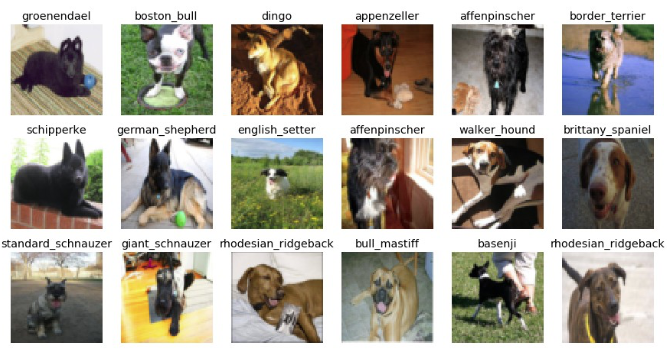 groenendael boston_bull dingo appenzeller affenpinscher border_terrier
schipperke german_shepherd english_setter affenpinscher walker_hound brittany_spaniel
standard_schnauzer giant_schnauzer rhodesian_ridgeback bull_mastiff basenji rhodesian_ridgeback